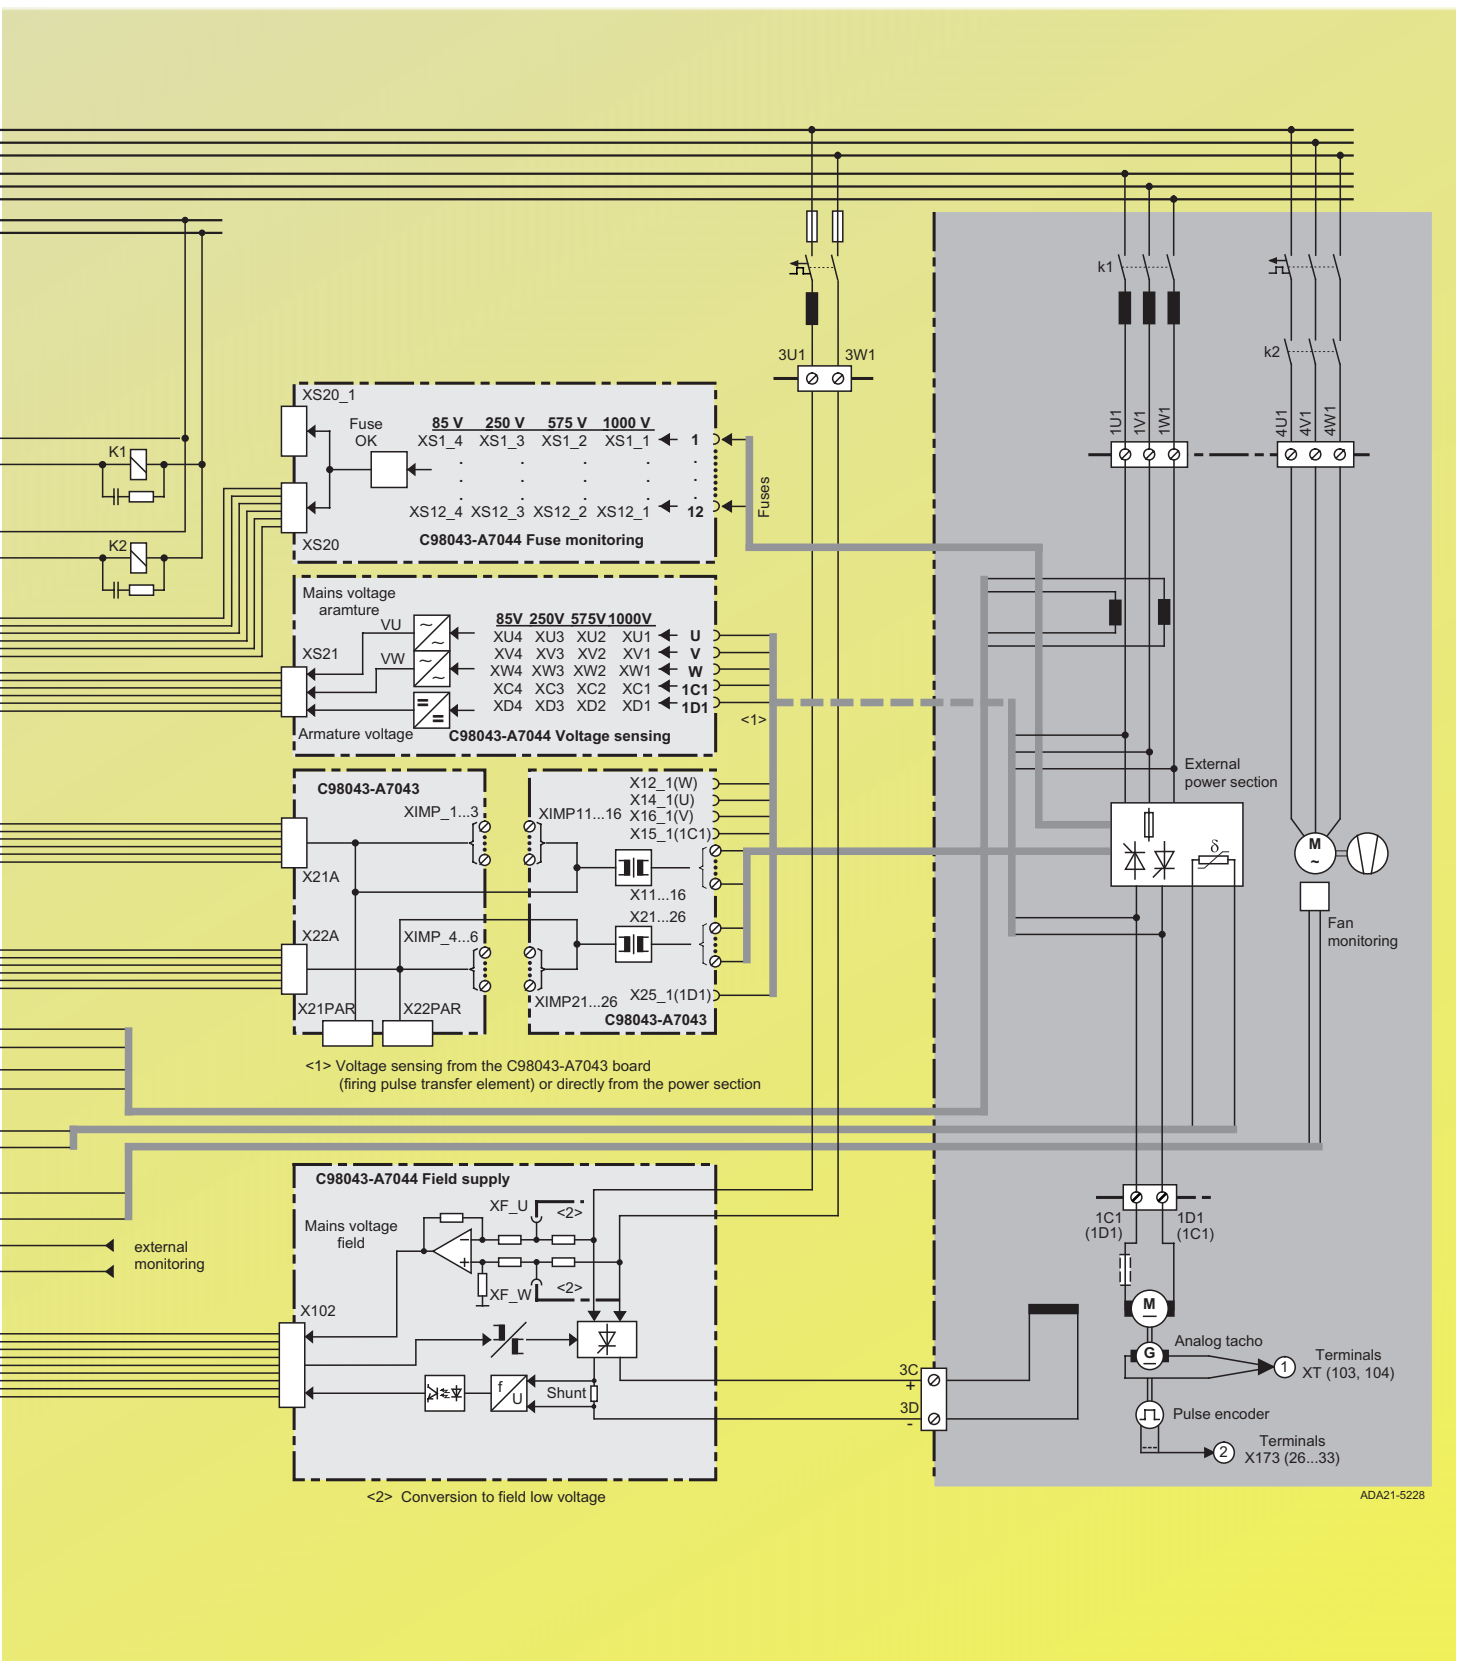 k1
k2
3U1 3W1
1U1
1V1
1W1
4U1
4V1
4W1
XS20_1
Fuse
OK
85 V 250 V 575 V 1000 V
XS1_4 XS1_3 XS1_2 XS1_1 1
. . . . .
. . . . .
. . . . .
XS12_4 XS12_3 XS12_2 XS12_1 12
XS20
C98043-A7044 Fuse monitoring
Fuses
K1
K2
Mains voltage
aramture
VU
VW
XS21
85V 250V 575V 1000V
XU4 XU3 XU2 XU1 U
XV4 XV3 XV2 XV1 V
XW4 XW3 XW2 XW1 W
XC4 XC3 XC2 XC1 1C1
XD4 XD3 XD2 XD1 1D1
Armature voltage
C98043-A7044 Voltage sensing
<1>
C98043-A7043
XIMP_1...3
X21A
X22A
XIMP_4...6
X21PAR
X22PAR
X12_1(W)
X14_1(U)
XIMP11...16
X16_1(V)
X15_1(1C1)
X11...16
X21...26
XIMP21...26
X25_1(1D1)
C98043-A7043
External
power section
δ
M
~
Fan
monitoring
<1> Voltage sensing from the C98043-A7043 board
(firing pulse transfer element) or directly from the power section
C98043-A7044 Field supply
XF_U
<2>
Mains voltage
field
−
+
XF_W
<2>
external
monitoring
X102
f
U
Shunt
3C
+
3D
-
1C1
(1D1)
1D1
(1C1)
M
Analog tacho
G
1
Terminals
XT (103, 104)
Pulse encoder
2
Terminals
X173 (26...33)
<2> Conversion to field low voltage
ADA21-5228